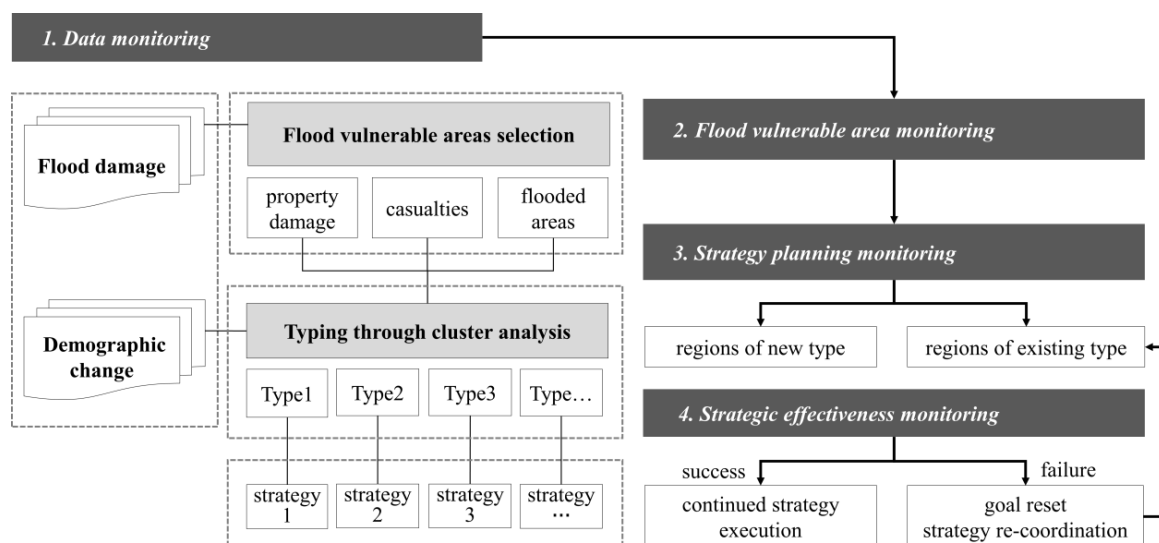 1. Data monitoring
Flood damage
Demographic
change
Flood vulnerable areas selection
property
damage
casualties
flooded
areas
Typing through cluster analysis
Type1
Type2
Type3
Type…
strategy
1
strategy
2
strategy
3
strategy
…
2. Flood vulnerable area monitoring
3. Strategy planning monitoring
regions of new type
regions of existing type
4. Strategic effectiveness monitoring
success
failure
continued strategy
execution
goal reset
strategy re-coordination